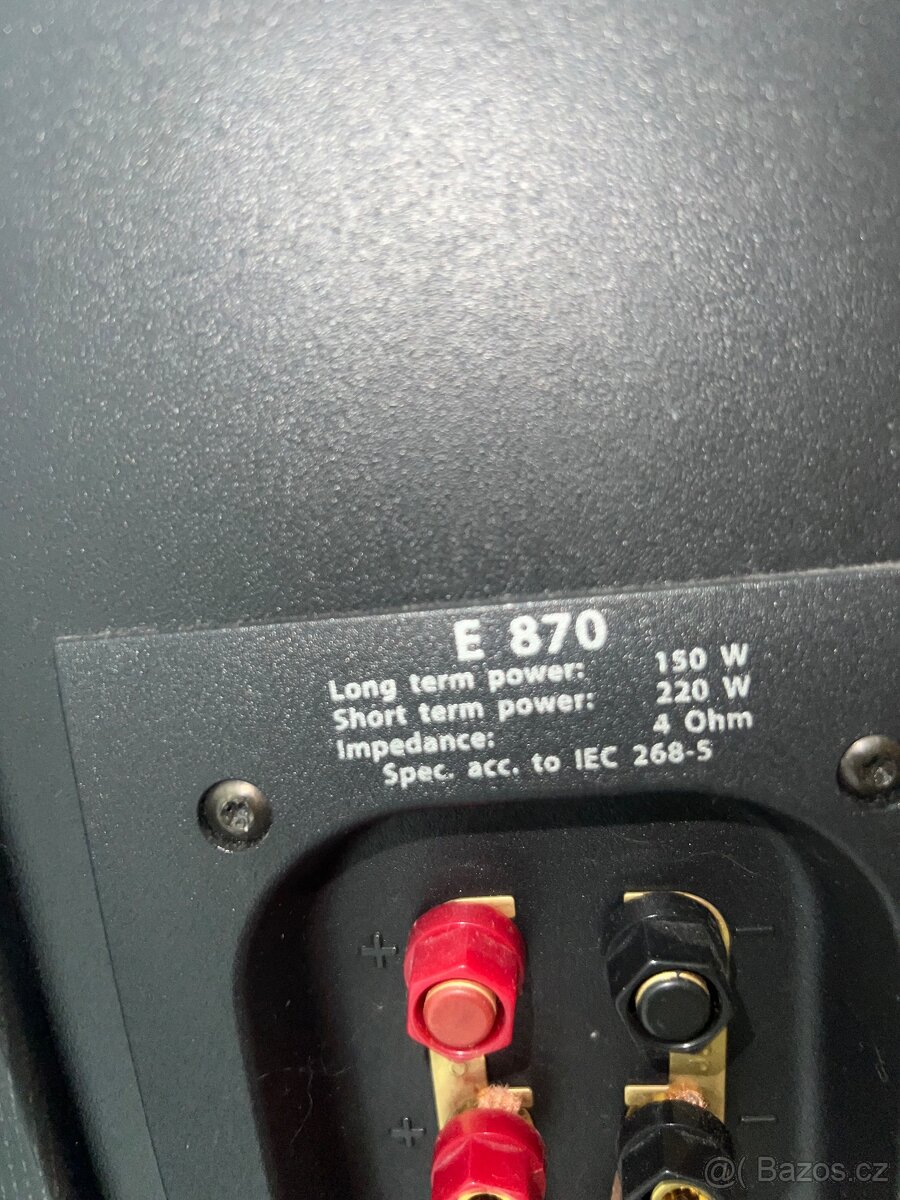 E 870
Long term power: 150 W
Short term power: 220 W
Impedance: 4 Ohm
Spec. acc. to IEC 268-5
+ −
+ −
@ Bazos.cz